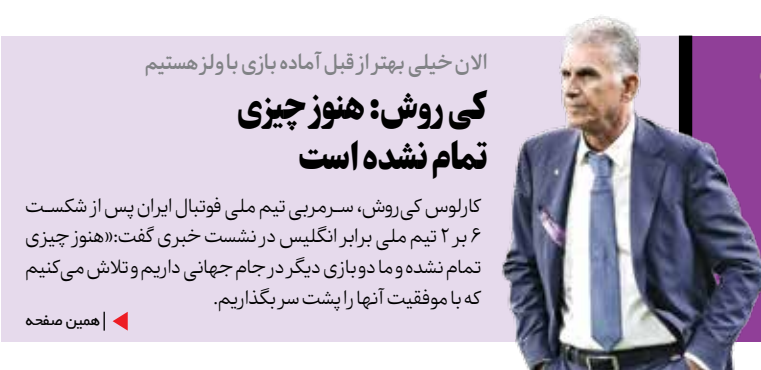 الان خیلی بهتر از قبل آماده بازی با ولز هستیم
کی روش: هنوز چیزی
تمام نشده است
کارلوس کی‌روش، سـرمربی تیم ملی فوتبال ایران پس از شکست
۶ بر ۲ تیم ملی برابر انگلیس در نشست خبری گفت:«هنوز چیزی
تمام نشده و ما دو بازی دیگر در جام جهانی داریم و تلاش می‌کنیم
که با موفقیت آنها را پشت سر بگذاریم.
| همین صفحه